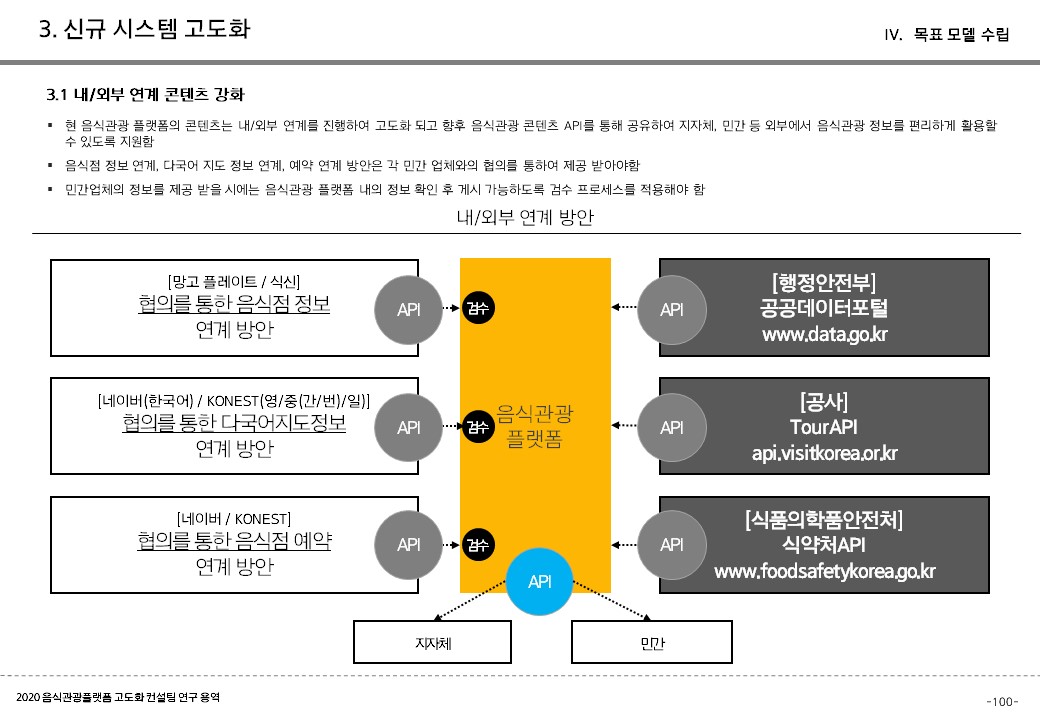 3. 신규 시스템 고도화
IV. 목표 모델 수립
3.1 내/외부 연계 콘텐츠 강화
▪ 현 음식관광 플랫폼의 콘텐츠는 내/외부 연계를 진행하여 고도화 되고 향후 음식관광 콘텐츠 API를 통해 공유하여 지자체, 민간 등 외부에서 음식관광 정보를 편리하게 활용할
수 있도록 지원함
▪ 음식점 정보 연계, 다국어 지도 정보 연계, 예약 연계 방안은 각 민간 업체와의 협의를 통하여 제공 받아야함
▪ 민간업체의 정보를 제공 받을 시에는 음식관광 플랫폼 내의 정보 확인 후 게시 가능하도록 검수 프로세스를 적용해야 함
내/외부 연계 방안
[망고 플레이트 / 식신]
협의를 통한 음식점 정보
연계 방안
API
검수
API
[행정안전부]
공공데이터포털
www.data.go.kr
[네이버(한국어) / KONEST(영/중(간/번)/일)]
협의를 통한 다국어지도정보
연계 방안
API
검수
음식관광
플랫폼
API
[공사]
TourAPI
api.visitkorea.or.kr
[네이버 / KONEST]
협의를 통한 음식점 예약
연계 방안
API
검수
API
[식품의학품안전처]
식약처API
www.foodsafetykorea.go.kr
API
지자체
민간
2020 음식관광플랫폼 고도화 컨설팅 연구 용역
-100-